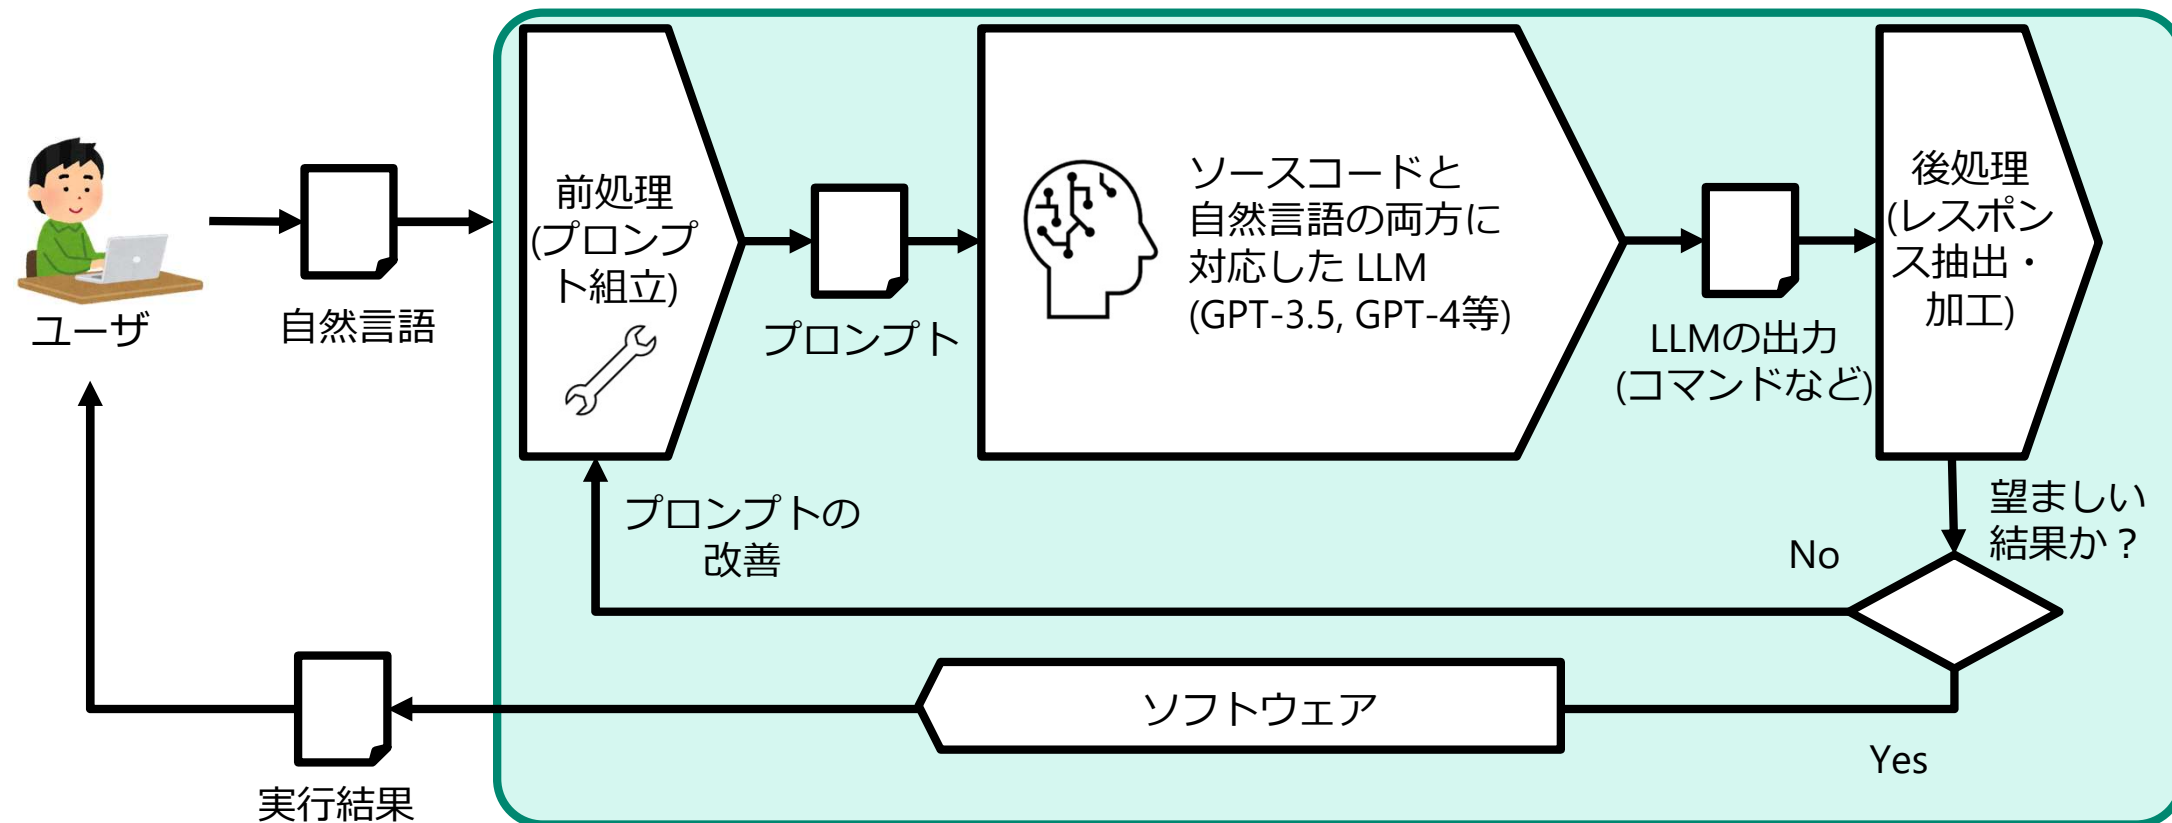 ユーザ
自然言語
前処理
(プロンプ
ト組立)
プロンプト
ソースコードと
自然言語の両方に
対応した LLM
(GPT-3.5, GPT-4等)
LLMの出力
(コマンドなど)
後処理
(レスポン
ス抽出・
加工)
望ましい
結果か？
No
プロンプトの
改善
Yes
ソフトウェア
実行結果